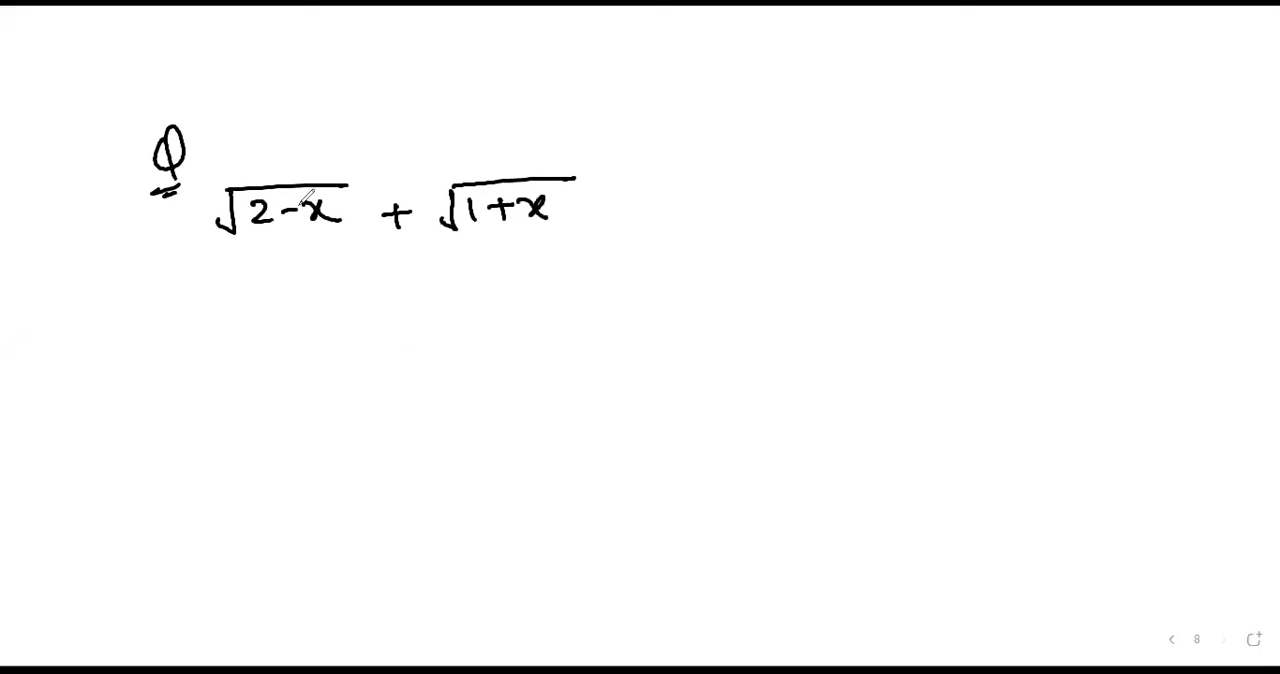 Q
√2-x + √1+x
8